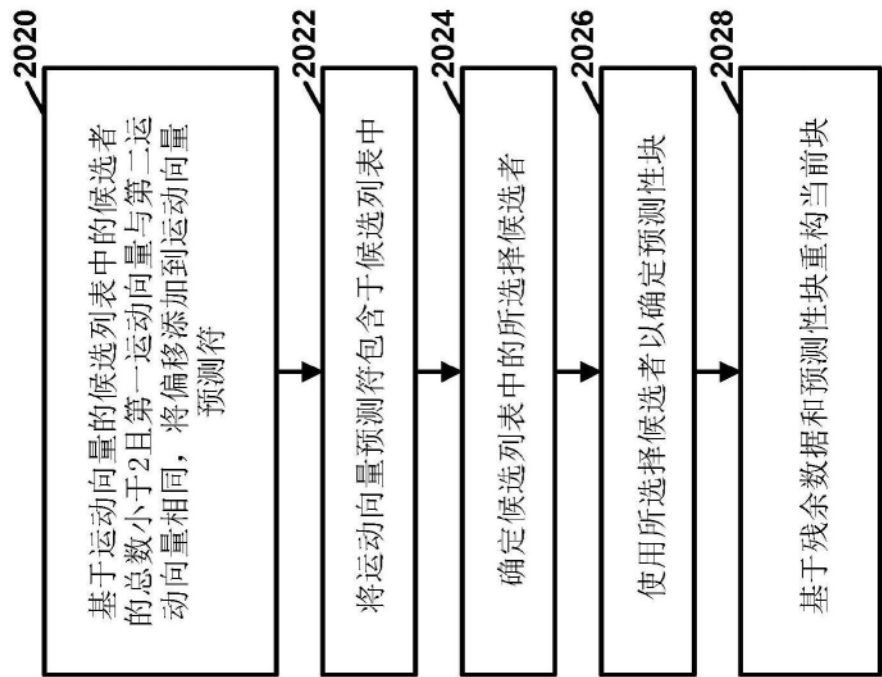 2020
基于运动向量的候选列表中的候选者
的总数小于2且第一运动向量与第二运
动向量相同，将偏移添加到运动向量
预测符
2022
将运动向量预测符包含于候选列表中
2024
确定候选列表中的所选择候选者
2026
使用所选择候选者以确定预测性块
2028
基于残余数据和预测性块重构当前块